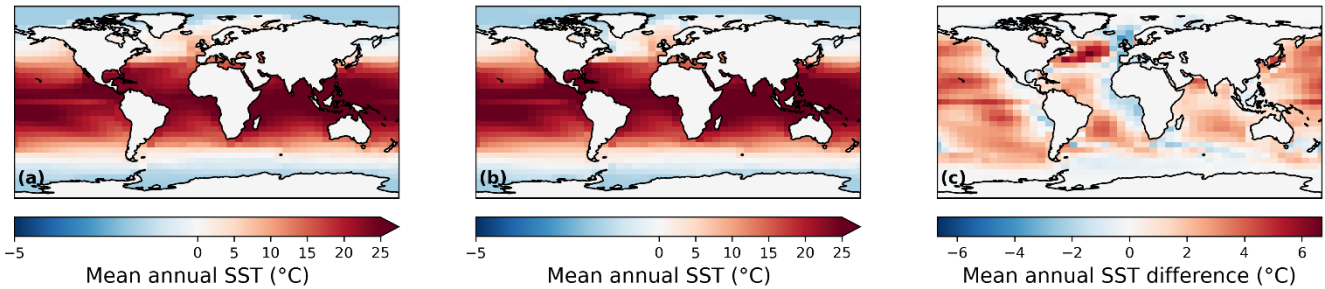 (a)
−5 0 5 10 15 20 25
Mean annual SST (°C)
(b)
−5 0 5 10 15 20 25
Mean annual SST (°C)
(c)
−6 −4 −2 0 2 4 6
Mean annual SST difference (°C)